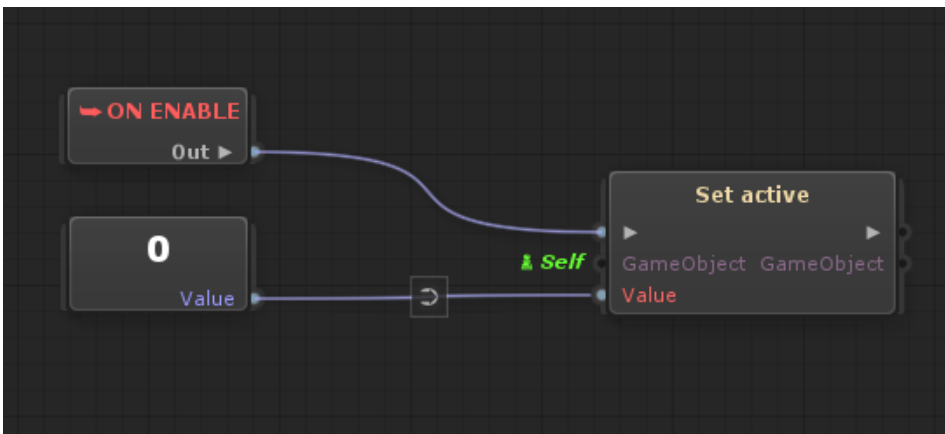 ON ENABLE
Out
0
Value
Set active
Self
GameObject GameObject
Value